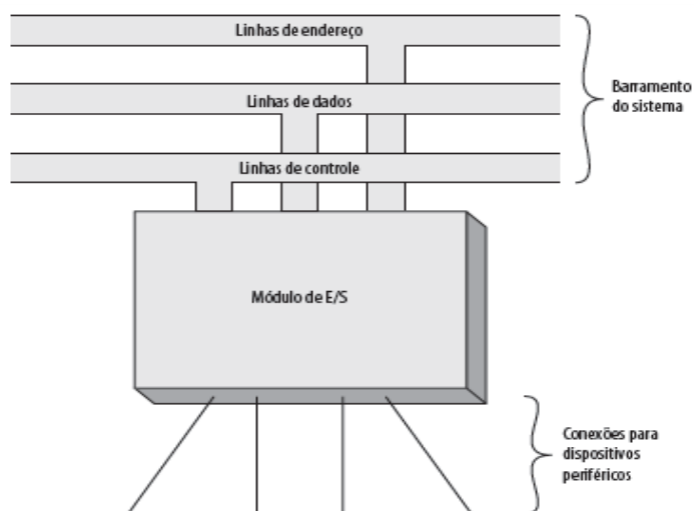 Linhas de endereço
Linhas de dados
Linhas de controle
Barramento
do sistema
Módulo de E/S
Conexões para
dispositivos
periféricos